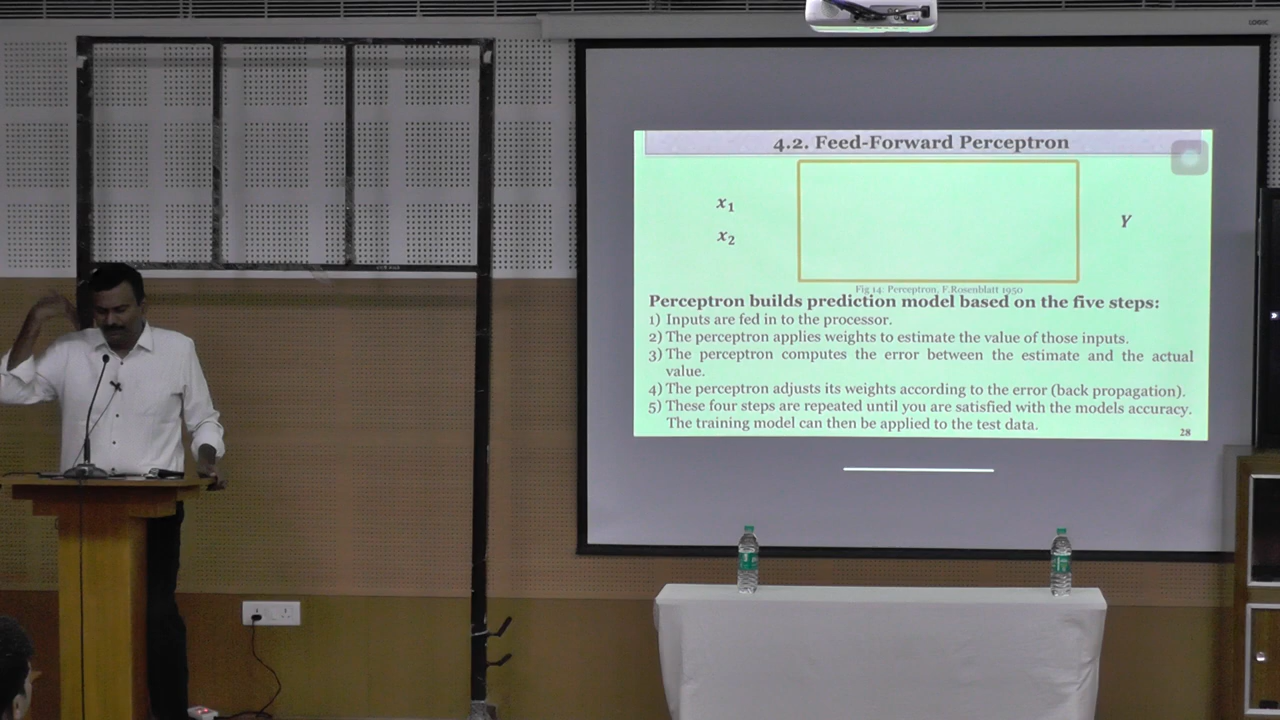 LOGIC
4.2. Feed-Forward Perceptron
x₁
x₂
Y
Fig 14: Perceptron, F.Rosenblatt 1950
Perceptron builds prediction model based on the five steps:
1) Inputs are fed in to the processor.
2) The perceptron applies weights to estimate the value of those inputs.
3) The perceptron computes the error between the estimate and the actual
value.
4) The perceptron adjusts its weights according to the error (back propagation).
5) These four steps are repeated until you are satisfied with the models accuracy.
The training model can then be applied to the test data.
28